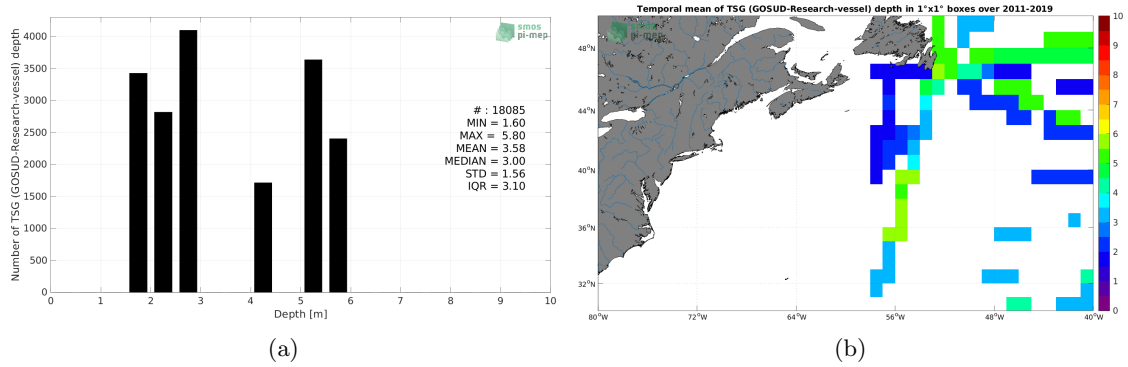 smos
pi-mep
Number of TSG (GOSUD-Research-vessel) depth
4000
3500
3000
2500
2000
1500
1000
500
0
# : 18085
MIN = 1.60
MAX = 5.80
MEAN = 3.58
MEDIAN = 3.00
STD = 1.56
IQR = 3.10
0 1 2 3 4 5 6 7 8 9 10
Depth [m]
(a)
Temporal mean of TSG (GOSUD-Research-vessel) depth in 1°x1° boxes over 2011-2019
smos
pi-mep
48°N
44°N
40°N
36°N
32°N
80°W 72°W 64°W 56°W 48°W 40°W
10
9
8
7
6
5
4
3
2
1
0
(b)